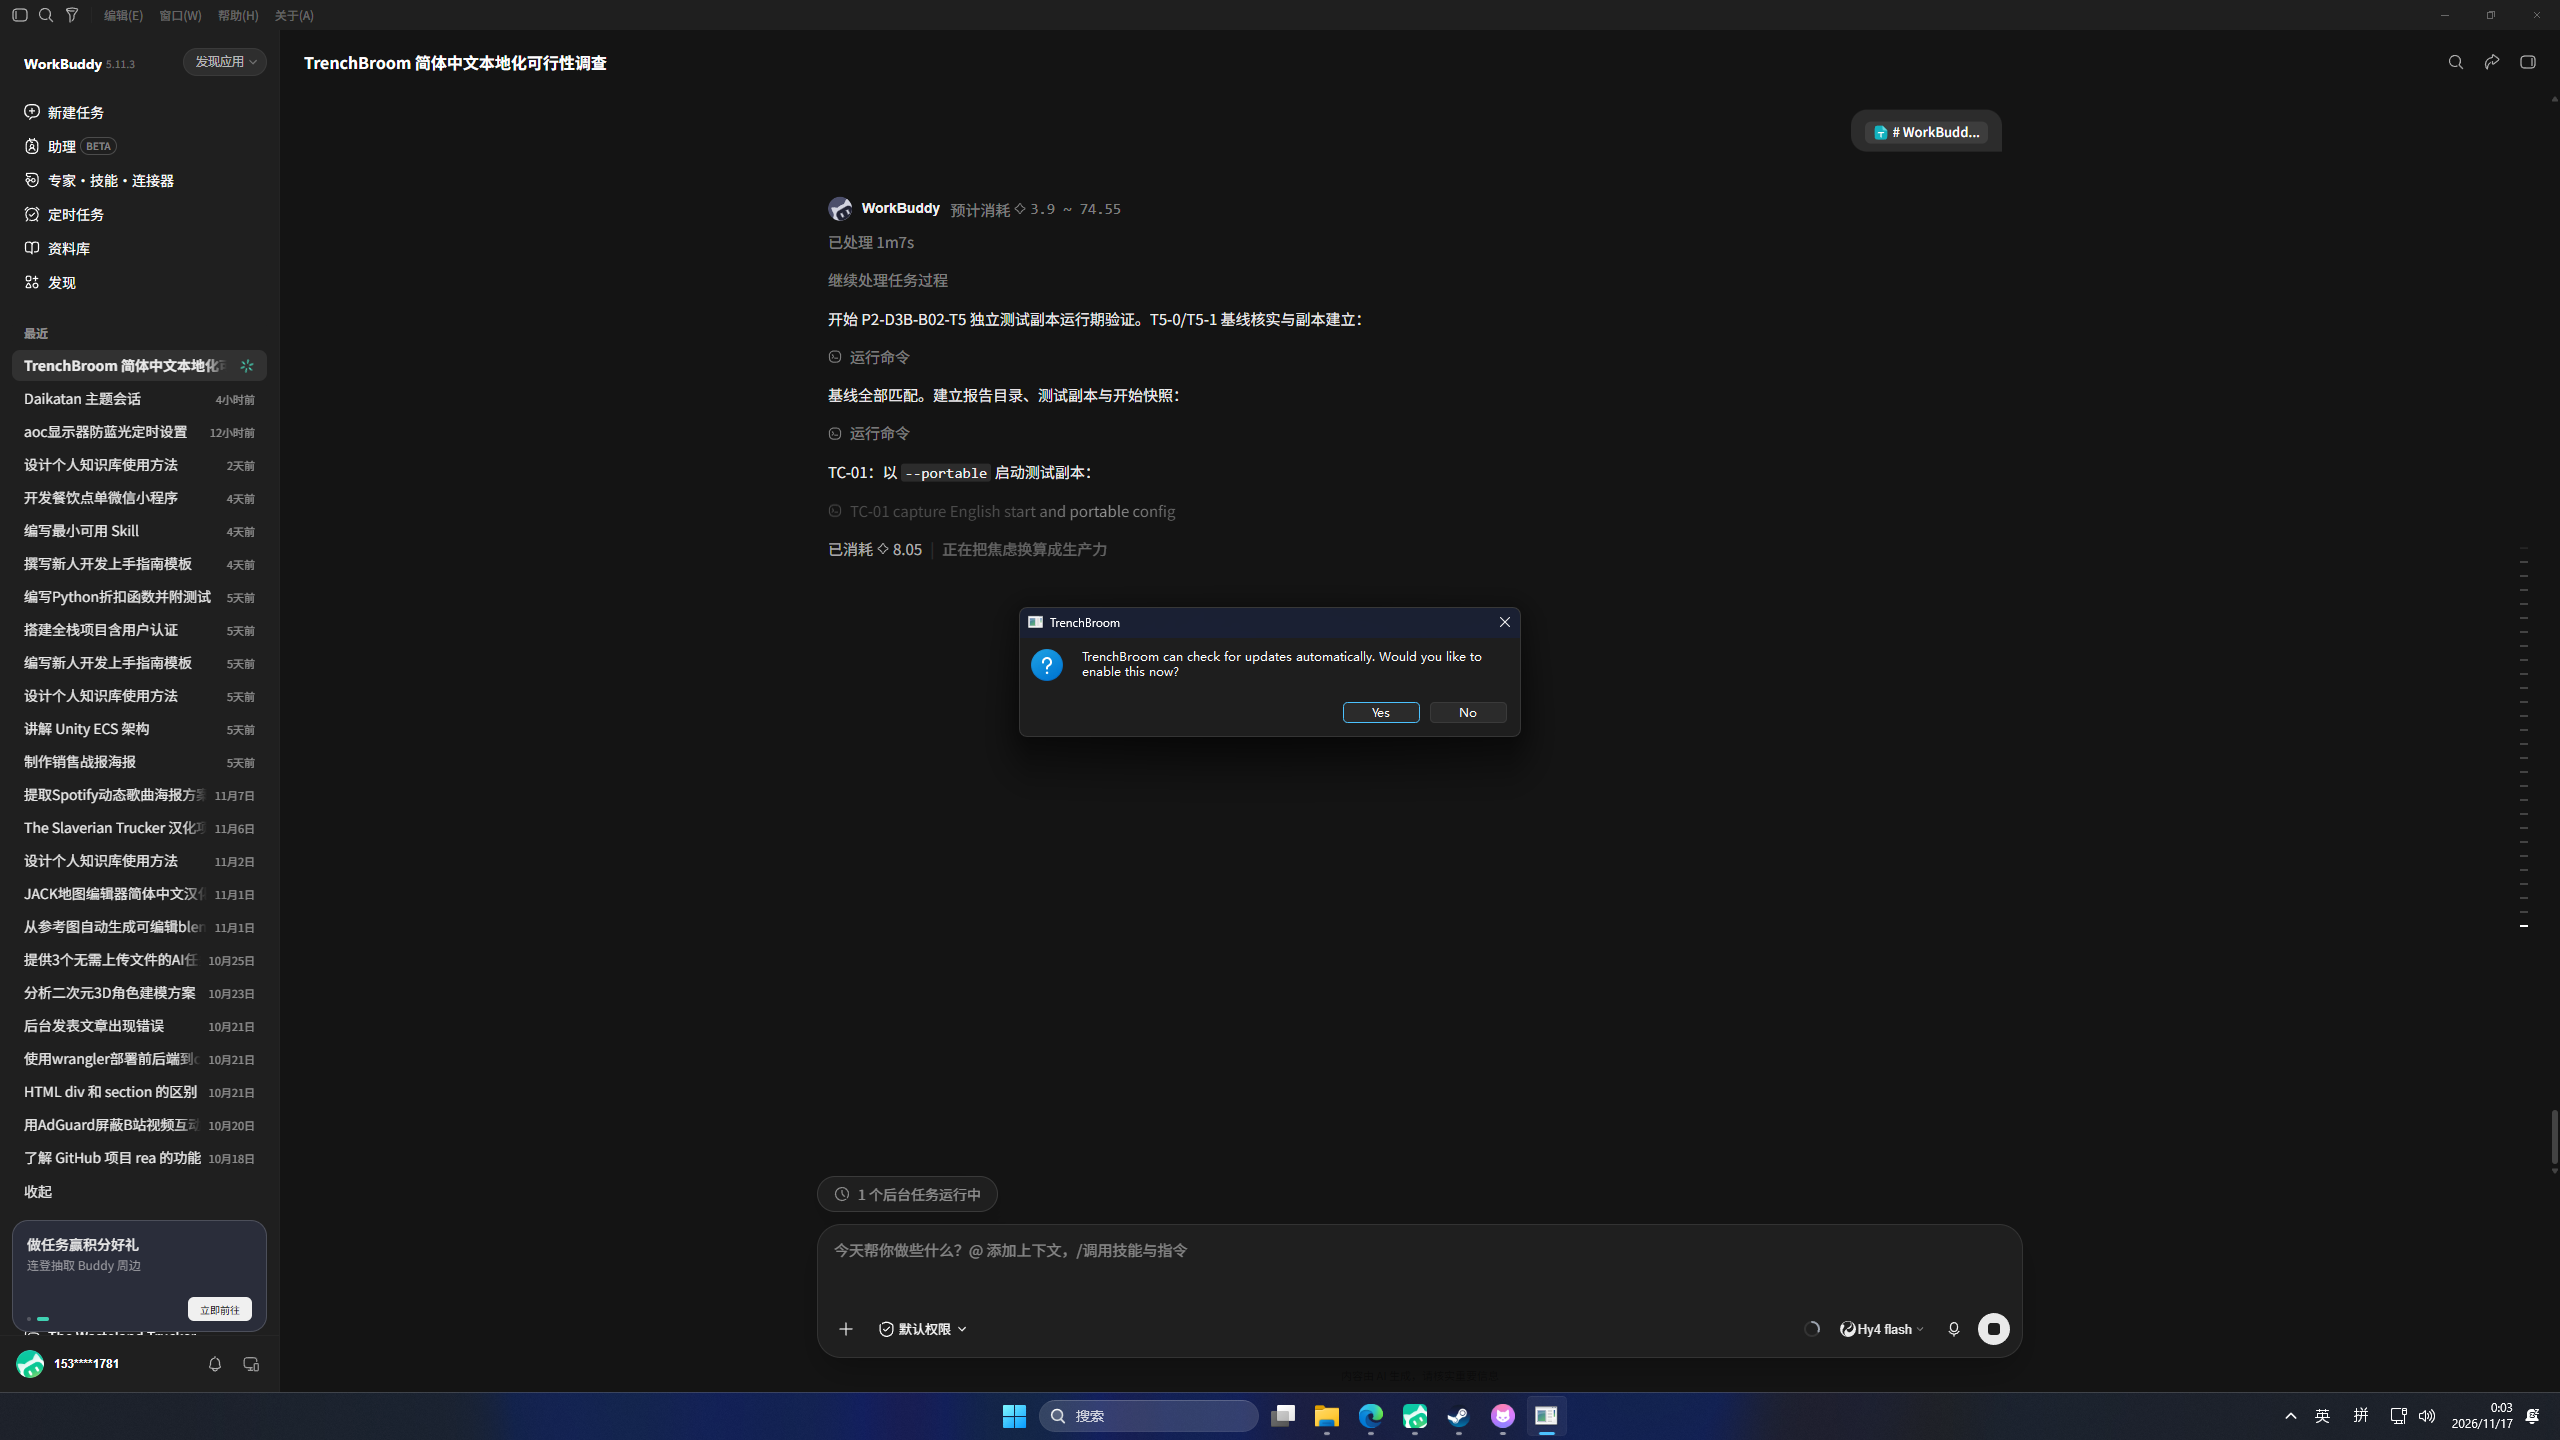 编辑(E) 窗口(W) 帮助(H) 关于(A)
WorkBuddy 5.11.3
发现应用
新建任务
助理 BETA
专家·技能·连接器
定时任务
资料库
发现
最近
TrenchBroom 简体中文本地化
Daikatan 主题会话 4小时前
aoc显示器防蓝光定时设置 12小时前
设计个人知识库使用方法 2天前
开发餐饮点单微信小程序 4天前
编写最小可用 Skill 4天前
撰写新人开发上手指南模板 4天前
编写Python折扣函数并附测试 5天前
搭建全栈项目含用户认证 5天前
编写新人开发上手指南模板 5天前
设计个人知识库使用方法 5天前
讲解 Unity ECS 架构 5天前
制作销售战报海报 5天前
提取Spotify动态歌曲海报方案 11月7日
The Slaverian Trucker 汉化项 11月6日
设计个人知识库使用方法 11月2日
JACK地图编辑器简体中文汉化 11月1日
从参考图自动生成可编辑blen 11月1日
提供3个无需上传文件的AI任 10月25日
分析二次元3D角色建模方案 10月23日
后台发表文章出现错误 10月21日
使用wrangler部署前后端到c 10月21日
HTML div 和 section 的区别 10月21日
用AdGuard屏蔽B站视频互动 10月20日
了解 GitHub 项目 rea 的功能 10月18日
收起
做任务赢积分好礼
连登抽取 Buddy 周边
立即前往
The Wasteland Trucker
153****1781
TrenchBroom 简体中文本地化可行性调查
# WorkBudd...
WorkBuddy 预计消耗 3.9 ~ 74.55
已处理 1m7s
继续处理任务过程
开始 P2-D3B-B02-T5 独立测试副本运行期验证。T5-0/T5-1 基线核实与副本建立：
运行命令
基线全部匹配。建立报告目录、测试副本与开始快照：
运行命令
TC-01：以 --portable 启动测试副本：
TC-01 capture English start and portable config
已消耗 8.05 | 正在把焦虑换算成生产力
TrenchBroom
TrenchBroom can check for updates automatically. Would you like to
enable this now?
Yes No
1 个后台任务运行中
今天帮你做些什么？@ 添加上下文，/调用技能与指令
默认权限
Hy4 flash
搜索
英 拼
0:03
2026/11/17